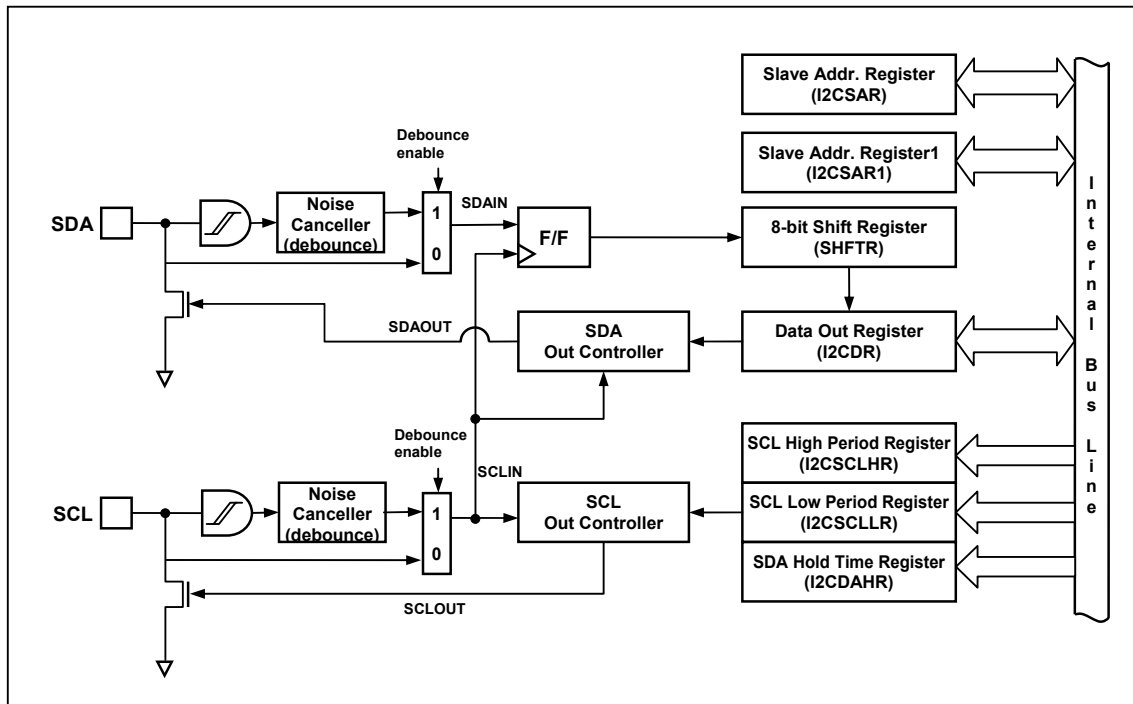 Slave Addr. Register
(I2CSAR)
Slave Addr. Register1
(I2CSAR1)
Debounce
enable
SDA
Noise
Canceller
(debounce)
1
0
SDAIN
F/F
8-bit Shift Register
(SHFTR)
SDAOUT
SDA
Out Controller
Data Out Register
(I2CDR)
Internal Bus Line
Debounce
enable
SCLIN
SCL
Noise
Canceller
(debounce)
1
0
SCL
Out Controller
SCL High Period Register
(I2CSCLHR)
SCL Low Period Register
(I2CSCLLR)
SDA Hold Time Register
(I2CDAHR)
SCLOUT